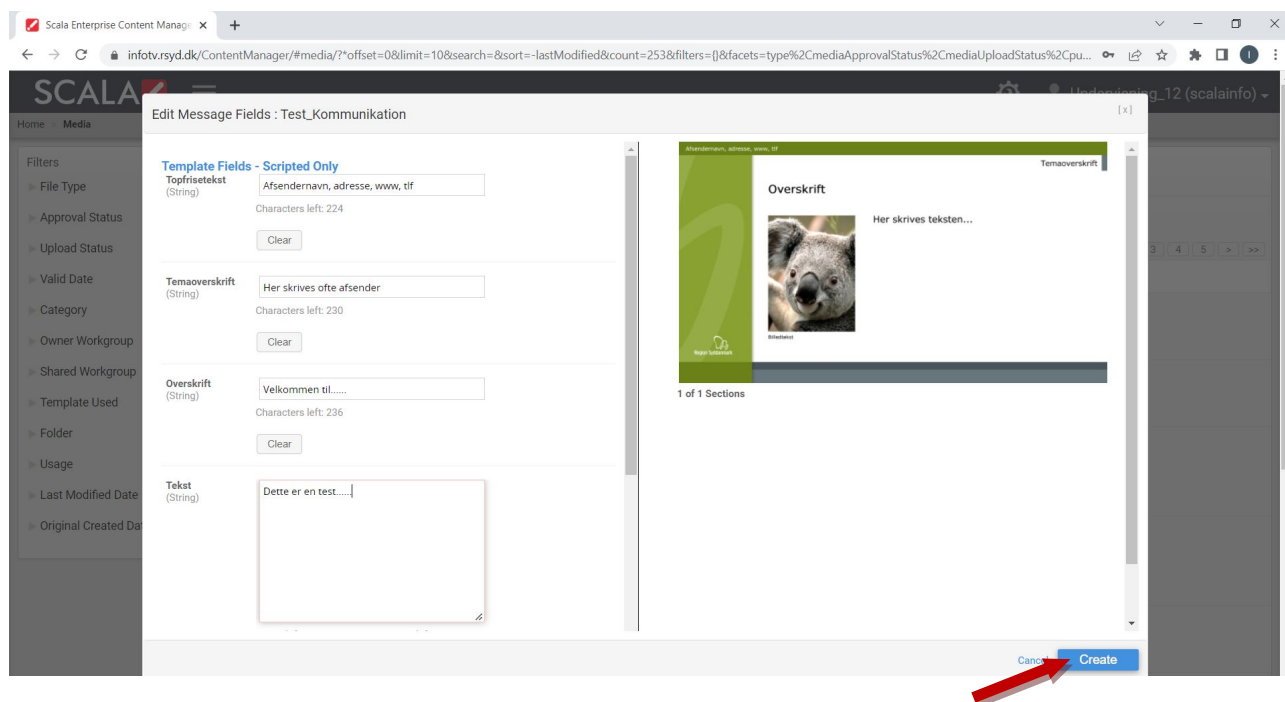 Scala Enterprise Content Manage
infotv.rsyd.dk/ContentManager/#media/?*offset=0&limit=10&search=&sort=-lastModified&count=253&filters={}&facets=type%2CmediaApprovalStatus%2CmediaUploadStatus%2Cpu...
I
SCALA
Undervisning_12 (scalainfo)
Home
Media
Edit Message Fields : Test_Kommunikation
[x]
Filters
File Type
Approval Status
Upload Status
Valid Date
Category
Owner Workgroup
Shared Workgroup
Template Used
Folder
Usage
Last Modified Date
Original Created Da
Template Fields - Scripted Only
Topfrisetekst
(String)
Afsendernavn, adresse, www, tlf
Characters left: 224
Clear
Temaoverskrift
(String)
Her skrives ofte afsender
Characters left: 230
Clear
Overskrift
(String)
Velkommen til......
Characters left: 236
Clear
Tekst
(String)
Dette er en test.....
Afsendernavn, adresse, www, tlf
Temaoverskrift
Overskrift
Her skrives teksten...
Billedtekst
Region Syddanmark
1 of 1 Sections
3 4 5 > >>
Cancel
Create